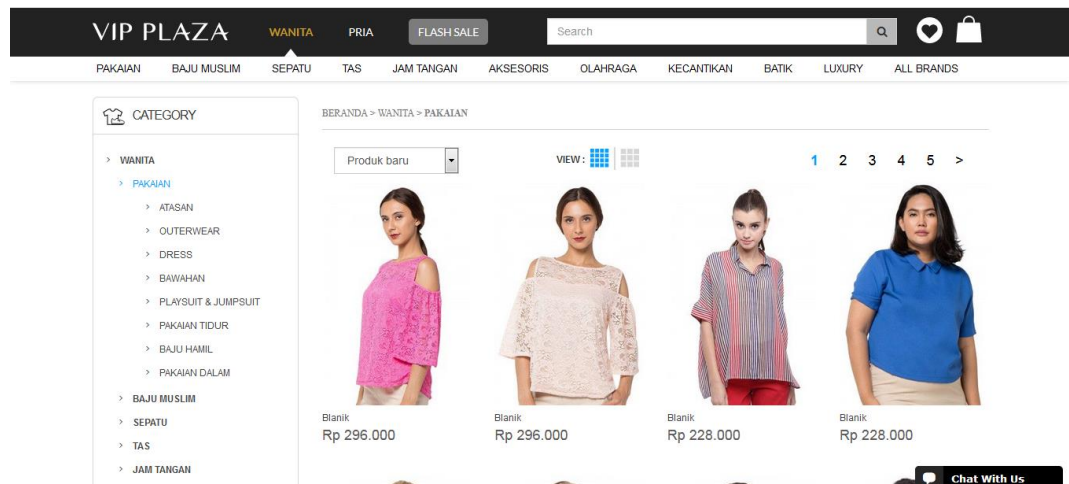 VIP PLAZA WANITA PRIA FLASH SALE Search
PAKAIAN BAJU MUSLIM SEPATU TAS JAM TANGAN AKSESORIS OLAHRAGA KECANTIKAN BATIK LUXURY ALL BRANDS
CATEGORY
> WANITA
> PAKAIAN
> ATASAN
> OUTERWEAR
> DRESS
> BAWAHAN
> PLAYSUIT & JUMPSUIT
> PAKAIAN TIDUR
> BAJU HAMIL
> PAKAIAN DALAM
> BAJU MUSLIM
> SEPATU
> TAS
> JAM TANGAN
BERANDA > WANITA > PAKAIAN
Produk baru VIEW : 1 2 3 4 5 >
Blanik Blanik Blanik Blanik
Rp 296.000 Rp 296.000 Rp 228.000 Rp 228.000
Chat With Us